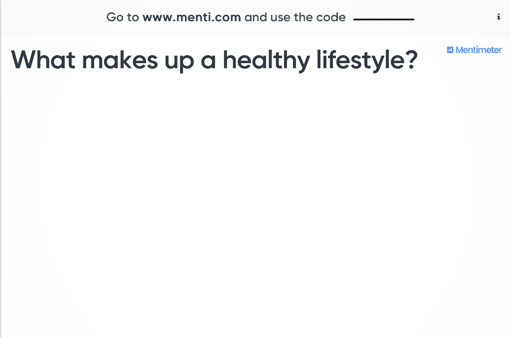 Go to www.menti.com and use the code
What makes up a healthy lifestyle?
Mentimeter